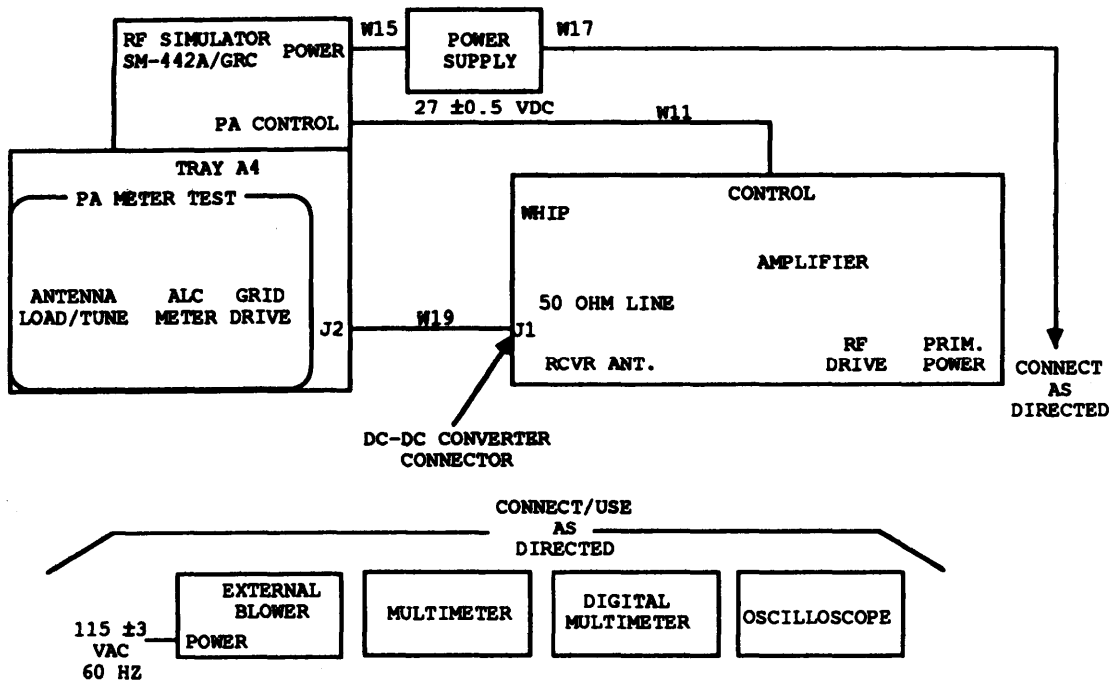 RF SIMULATOR
SM-442A/GRC
POWER
W15
POWER
SUPPLY
W17
27 ±0.5 VDC
PA CONTROL
W11
TRAY A4
PA METER TEST
CONTROL
WHIP
AMPLIFIER
ANTENNA
LOAD/TUNE
ALC
METER
GRID
DRIVE
J2
W19
50 OHM LINE
J1
RCVR ANT.
RF
DRIVE
PRIM.
POWER
CONNECT
AS
DIRECTED
DC-DC CONVERTER
CONNECTOR
CONNECT/USE
AS
DIRECTED
115 ±3
VAC
60 HZ
EXTERNAL
BLOWER
POWER
MULTIMETER
DIGITAL
MULTIMETER
OSCILLOSCOPE